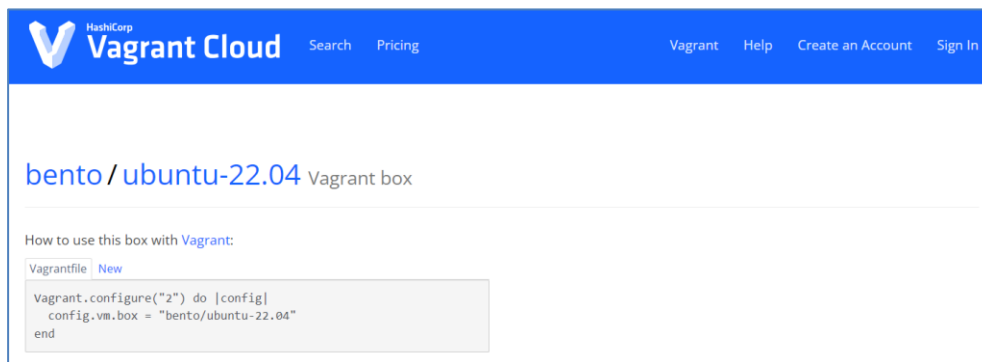 HashiCorp
Vagrant Cloud Search Pricing Vagrant Help Create an Account Sign In
bento/ubuntu-22.04 Vagrant box
How to use this box with Vagrant:
Vagrantfile New
Vagrant.configure("2") do |config|
  config.vm.box = "bento/ubuntu-22.04"
end